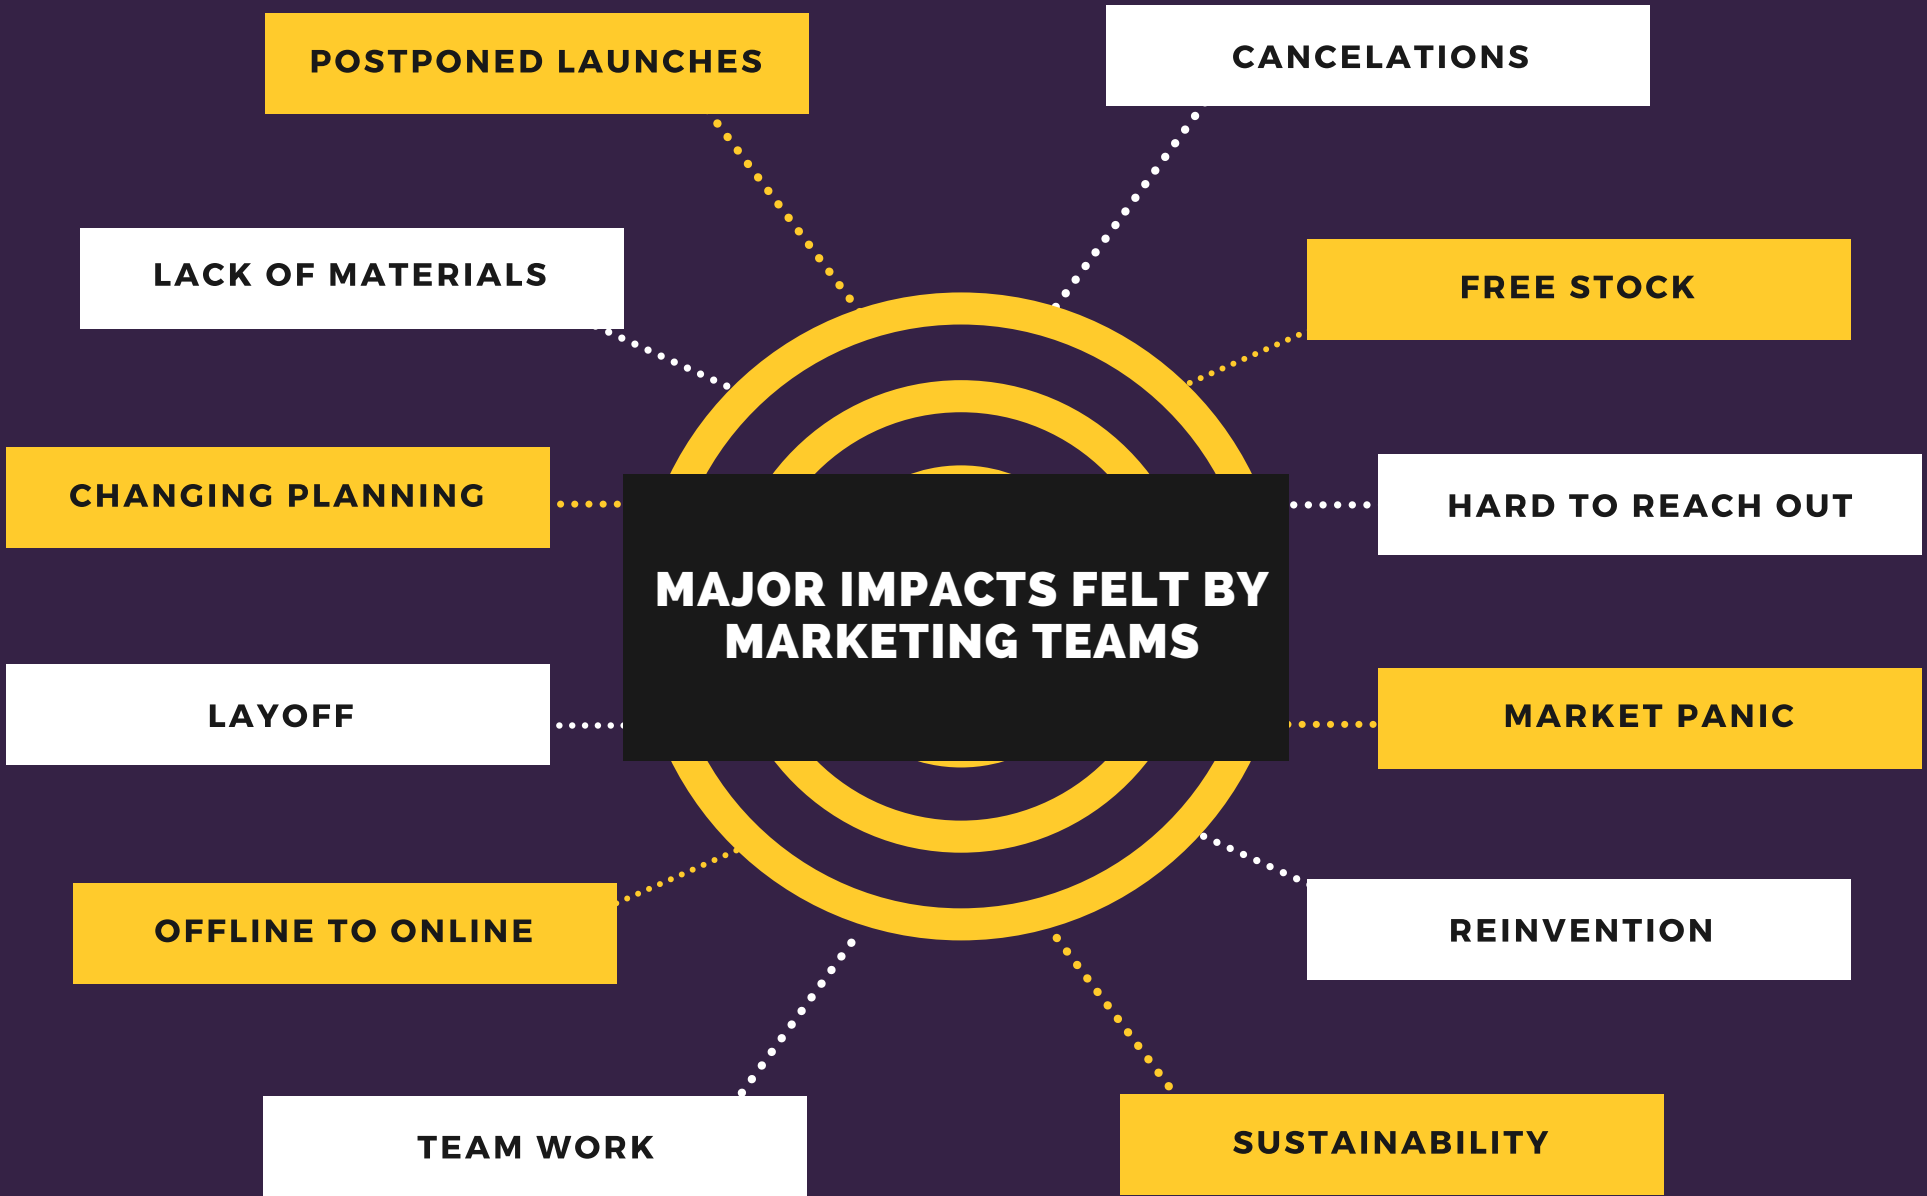 POSTPONED LAUNCHES
CANCELATIONS
LACK OF MATERIALS
FREE STOCK
CHANGING PLANNING
HARD TO REACH OUT
MAJOR IMPACTS FELT BY
MARKETING TEAMS
LAYOFF
MARKET PANIC
OFFLINE TO ONLINE
REINVENTION
TEAM WORK
SUSTAINABILITY